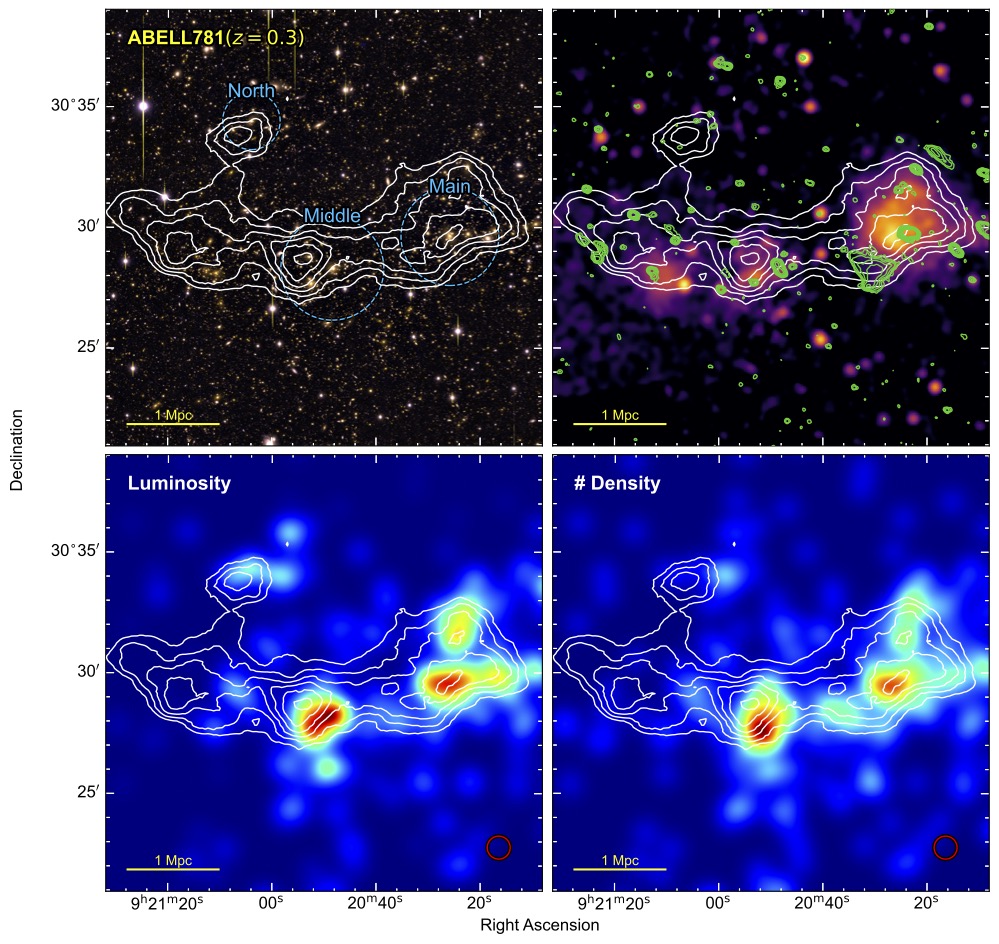 ABELL781(z = 0.3)
North
Main
Middle
1 Mpc
1 Mpc
30°35′
30′
25′
Luminosity
# Density
1 Mpc
1 Mpc
30°35′
30′
25′
9ʰ21ᵐ20ˢ 00ˢ 20ᵐ40ˢ 20ˢ
9ʰ21ᵐ20ˢ 00ˢ 20ᵐ40ˢ 20ˢ
Declination
Right Ascension